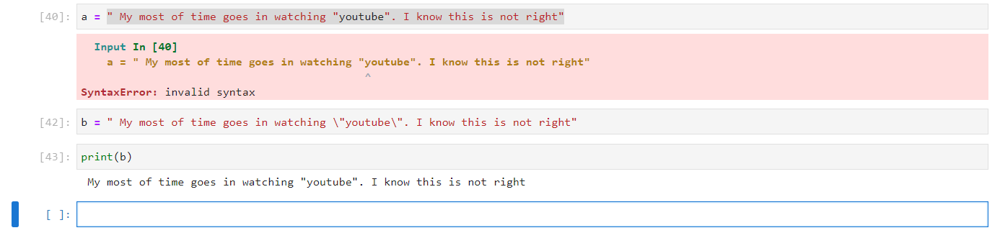 [40]: a = " My most of time goes in watching "youtube". I know this is not right"
Input In [40]
a = " My most of time goes in watching "youtube". I know this is not right"
^
SyntaxError: invalid syntax
[42]: b = " My most of time goes in watching \"youtube\". I know this is not right"
[43]: print(b)
My most of time goes in watching "youtube". I know this is not right
[ ]: